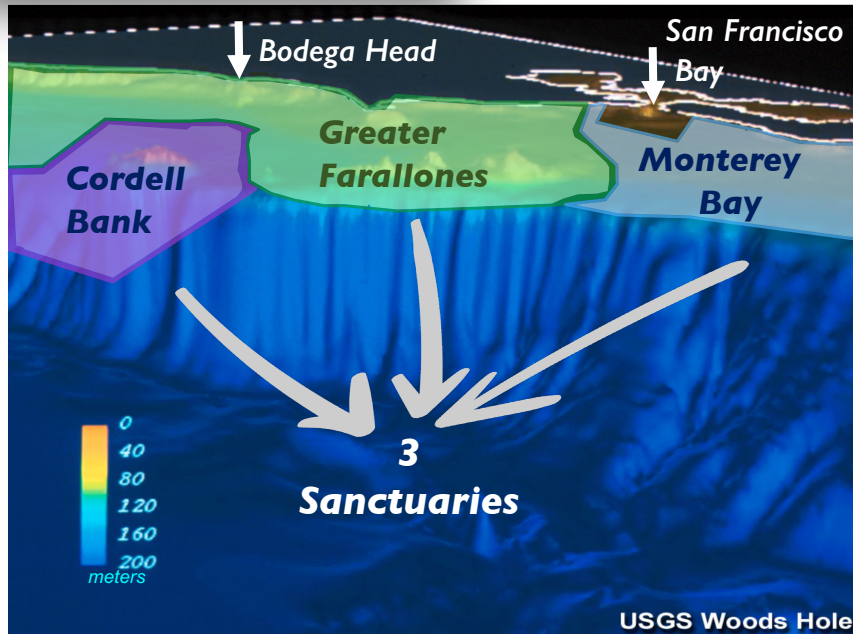 Bodega Head
San Francisco
Bay
Greater
Farallones
Cordell
Bank
Monterey
Bay
3
Sanctuaries
0
40
80
120
160
200
meters
USGS Woods Hole